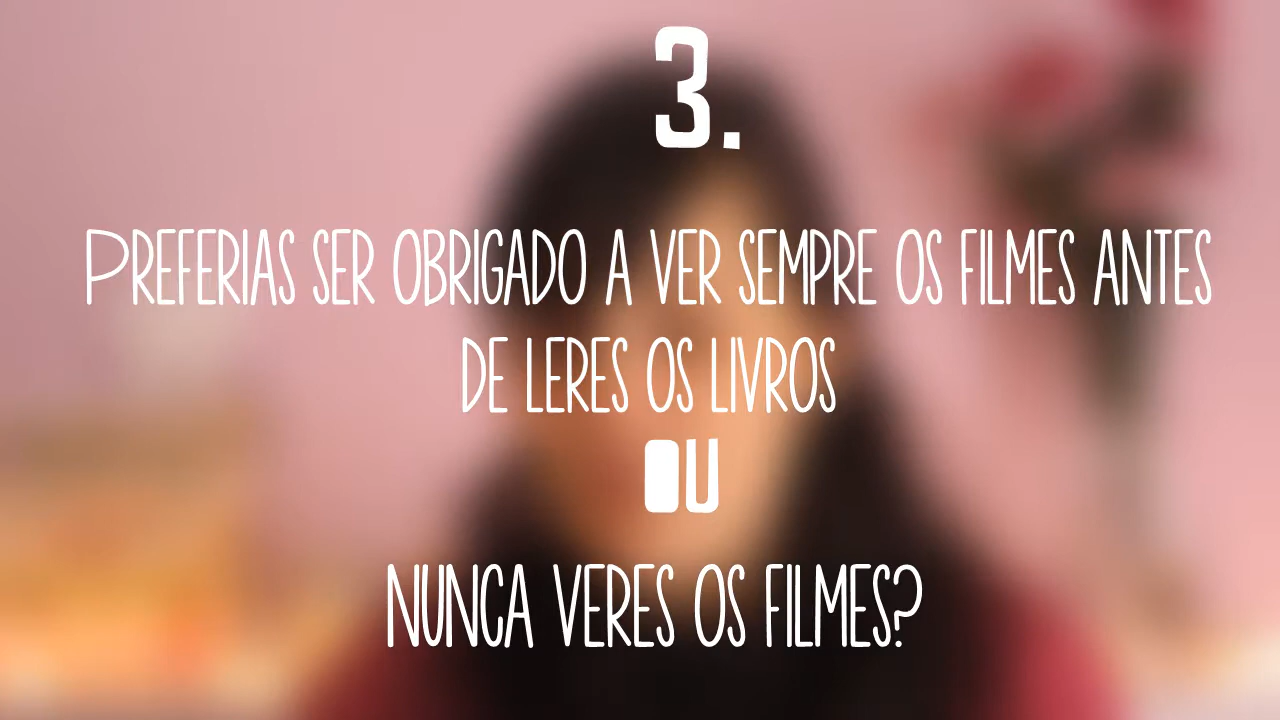 3.
PREFERIAS SER OBRIGADO A VER SEMPRE OS FILMES ANTES
DE LERES OS LIVROS
OU
NUNCA VERES OS FILMES?